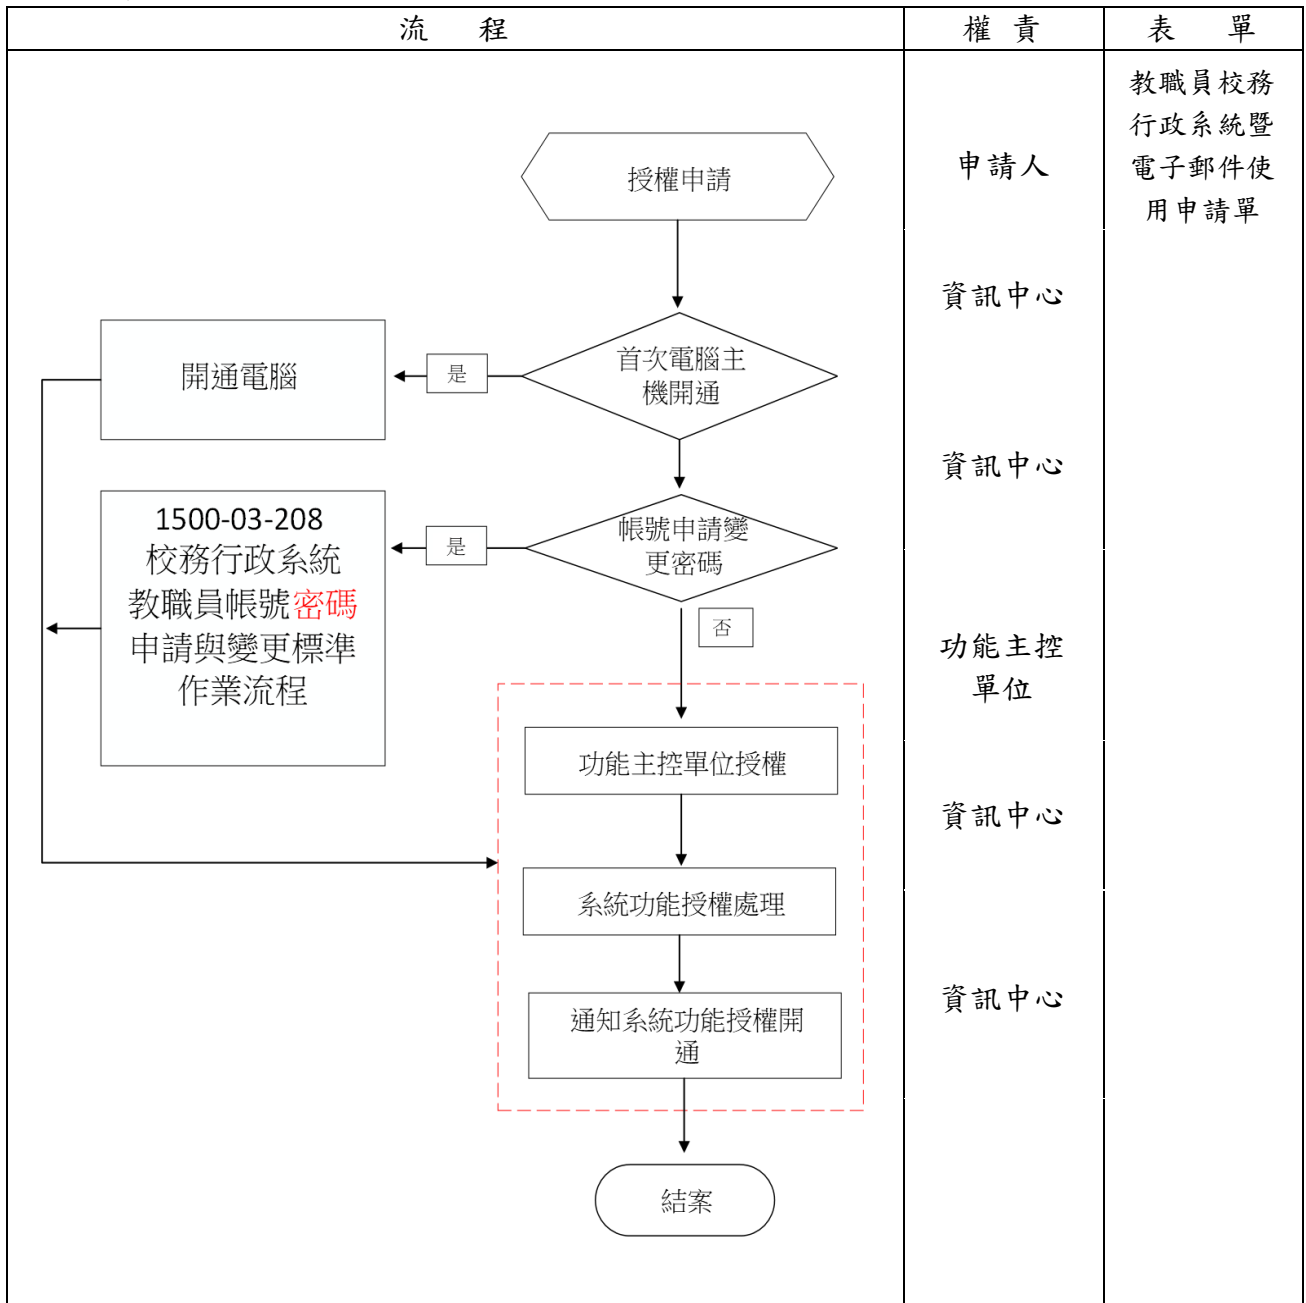 流 程
權 責
表 單
授權申請
申請人
教職員校務
行政系統暨
電子郵件使
用申請單
資訊中心
首次電腦主
機開通
是
開通電腦
資訊中心
帳號申請變
更密碼
是
1500-03-208
校務行政系統
教職員帳號密碼
申請與變更標準
作業流程
否
功能主控
單位
功能主控單位授權
資訊中心
系統功能授權處理
資訊中心
通知系統功能授權開
通
結案